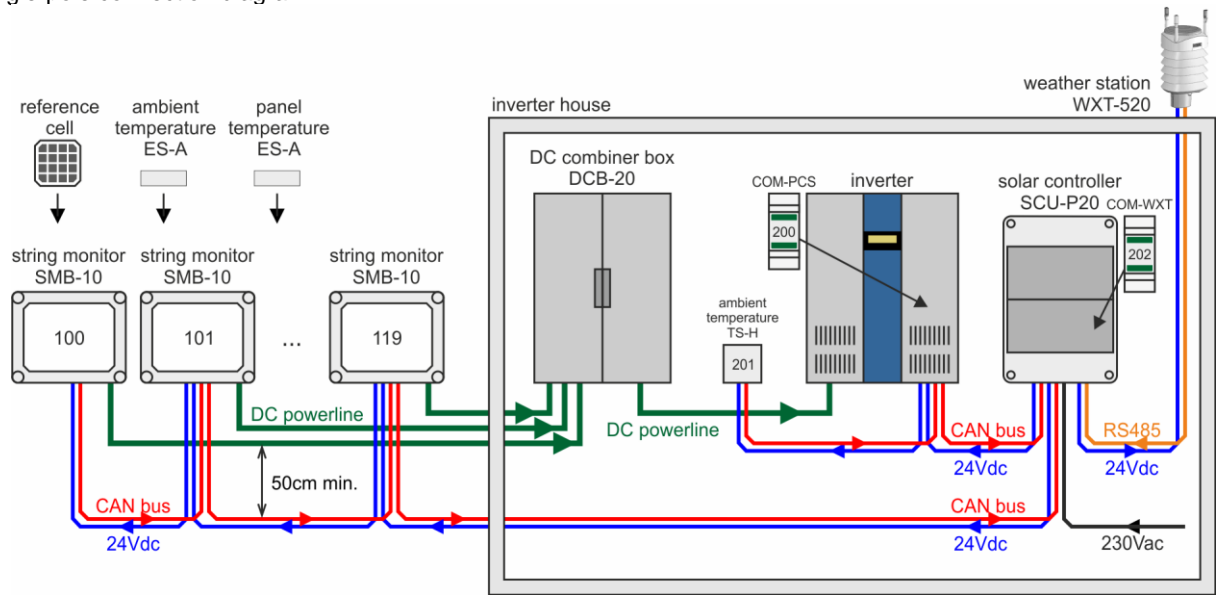 weather station
WXT-520
reference
cell
ambient
temperature
ES-A
panel
temperature
ES-A
inverter house
DC combiner box
DCB-20
COM-PCS
200
inverter
solar controller
SCU-P20
COM-WXT
202
string monitor
SMB-10
100
string monitor
SMB-10
101
...
string monitor
SMB-10
119
ambient
temperature
TS-H
201
DC powerline
DC powerline
CAN bus
24Vdc
RS485
24Vdc
50cm min.
CAN bus
24Vdc
CAN bus
24Vdc
230Vac